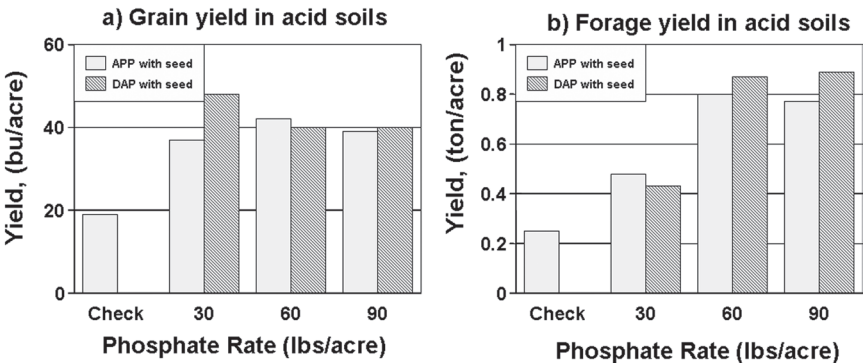 a) Grain yield in acid soils
60
40
20
0
Yield, (bu/acre)
APP with seed
DAP with seed
Check 30 60 90
Phosphate Rate (lbs/acre)
b) Forage yield in acid soils
1
0.8
0.6
0.4
0.2
0
Yield, (ton/acre)
APP with seed
DAP with seed
Check 30 60 90
Phosphate Rate (lbs/acre)